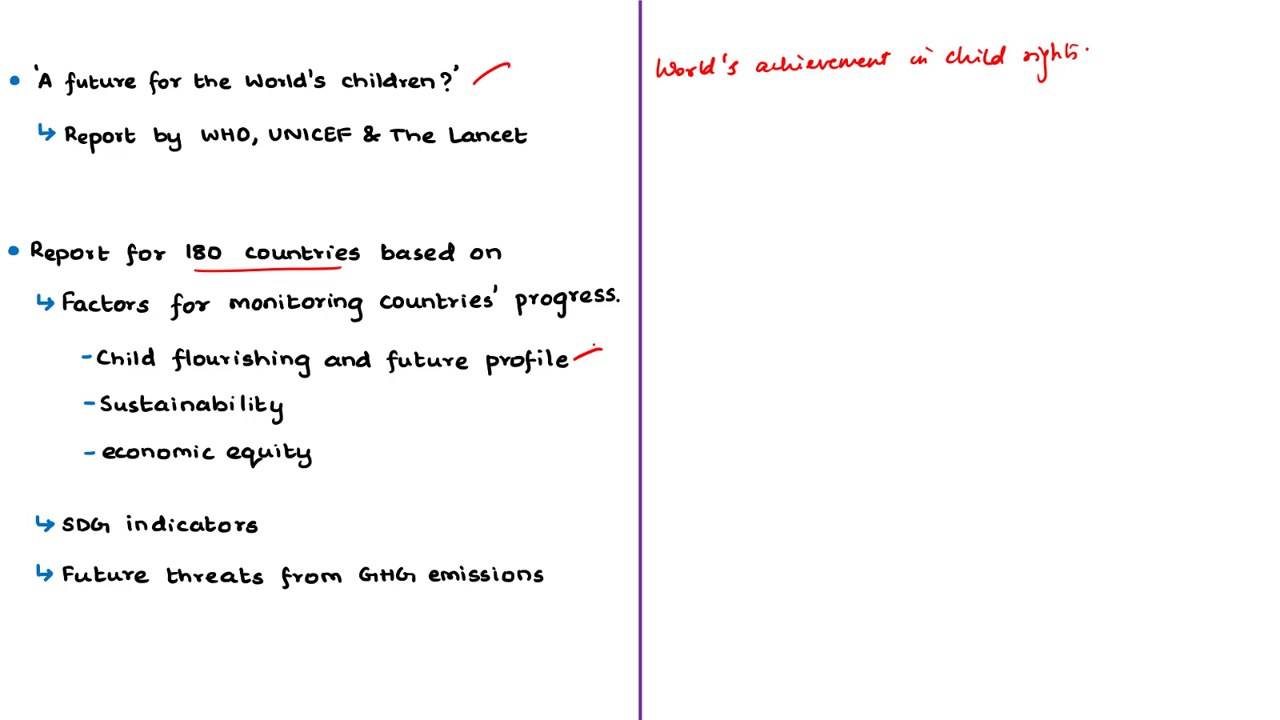 • 'A future for the World's children?'
↳ Report by WHO, UNICEF & The Lancet
• Report for 180 countries based on
↳ Factors for monitoring countries' progress.
- Child flourishing and future profile
- Sustainability
- economic equity
↳ SDG indicators
↳ Future threats from GHG emissions
World's achievement in child rights.